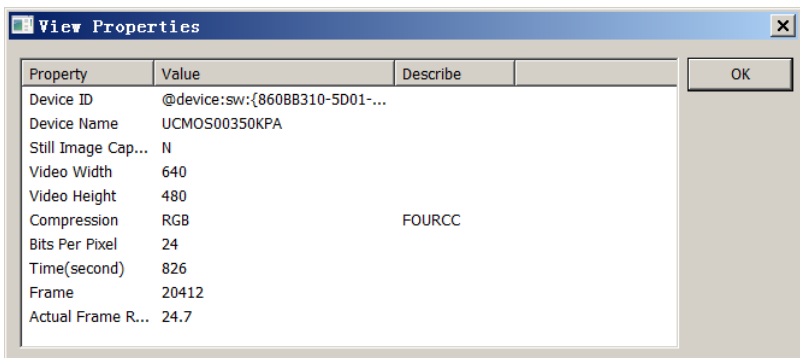 View Properties
Property Value Describe
OK
Device ID @device:sw:{860BB310-5D01-...
Device Name UCMOS00350KPA
Still Image Cap... N
Video Width 640
Video Height 480
Compression RGB FOURCC
Bits Per Pixel 24
Time(second) 826
Frame 20412
Actual Frame R... 24.7